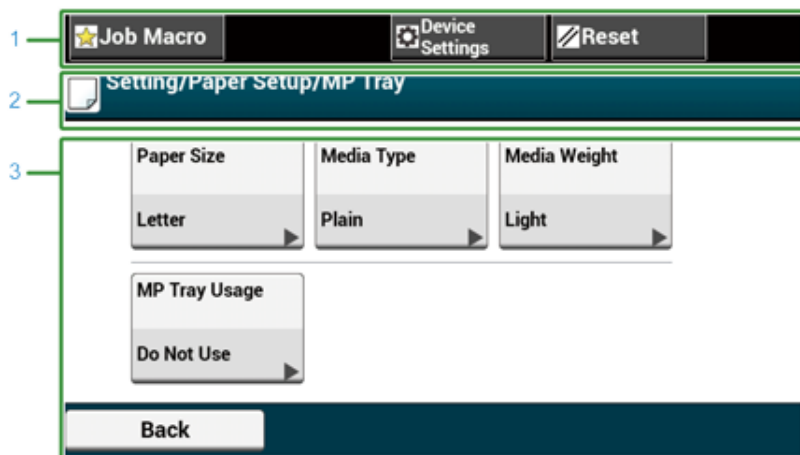 1
Job Macro
Device
Settings
Reset
2
Setting/Paper Setup/MP Tray
3
Paper Size
Media Type
Media Weight
Letter
Plain
Light
MP Tray Usage
Do Not Use
Back